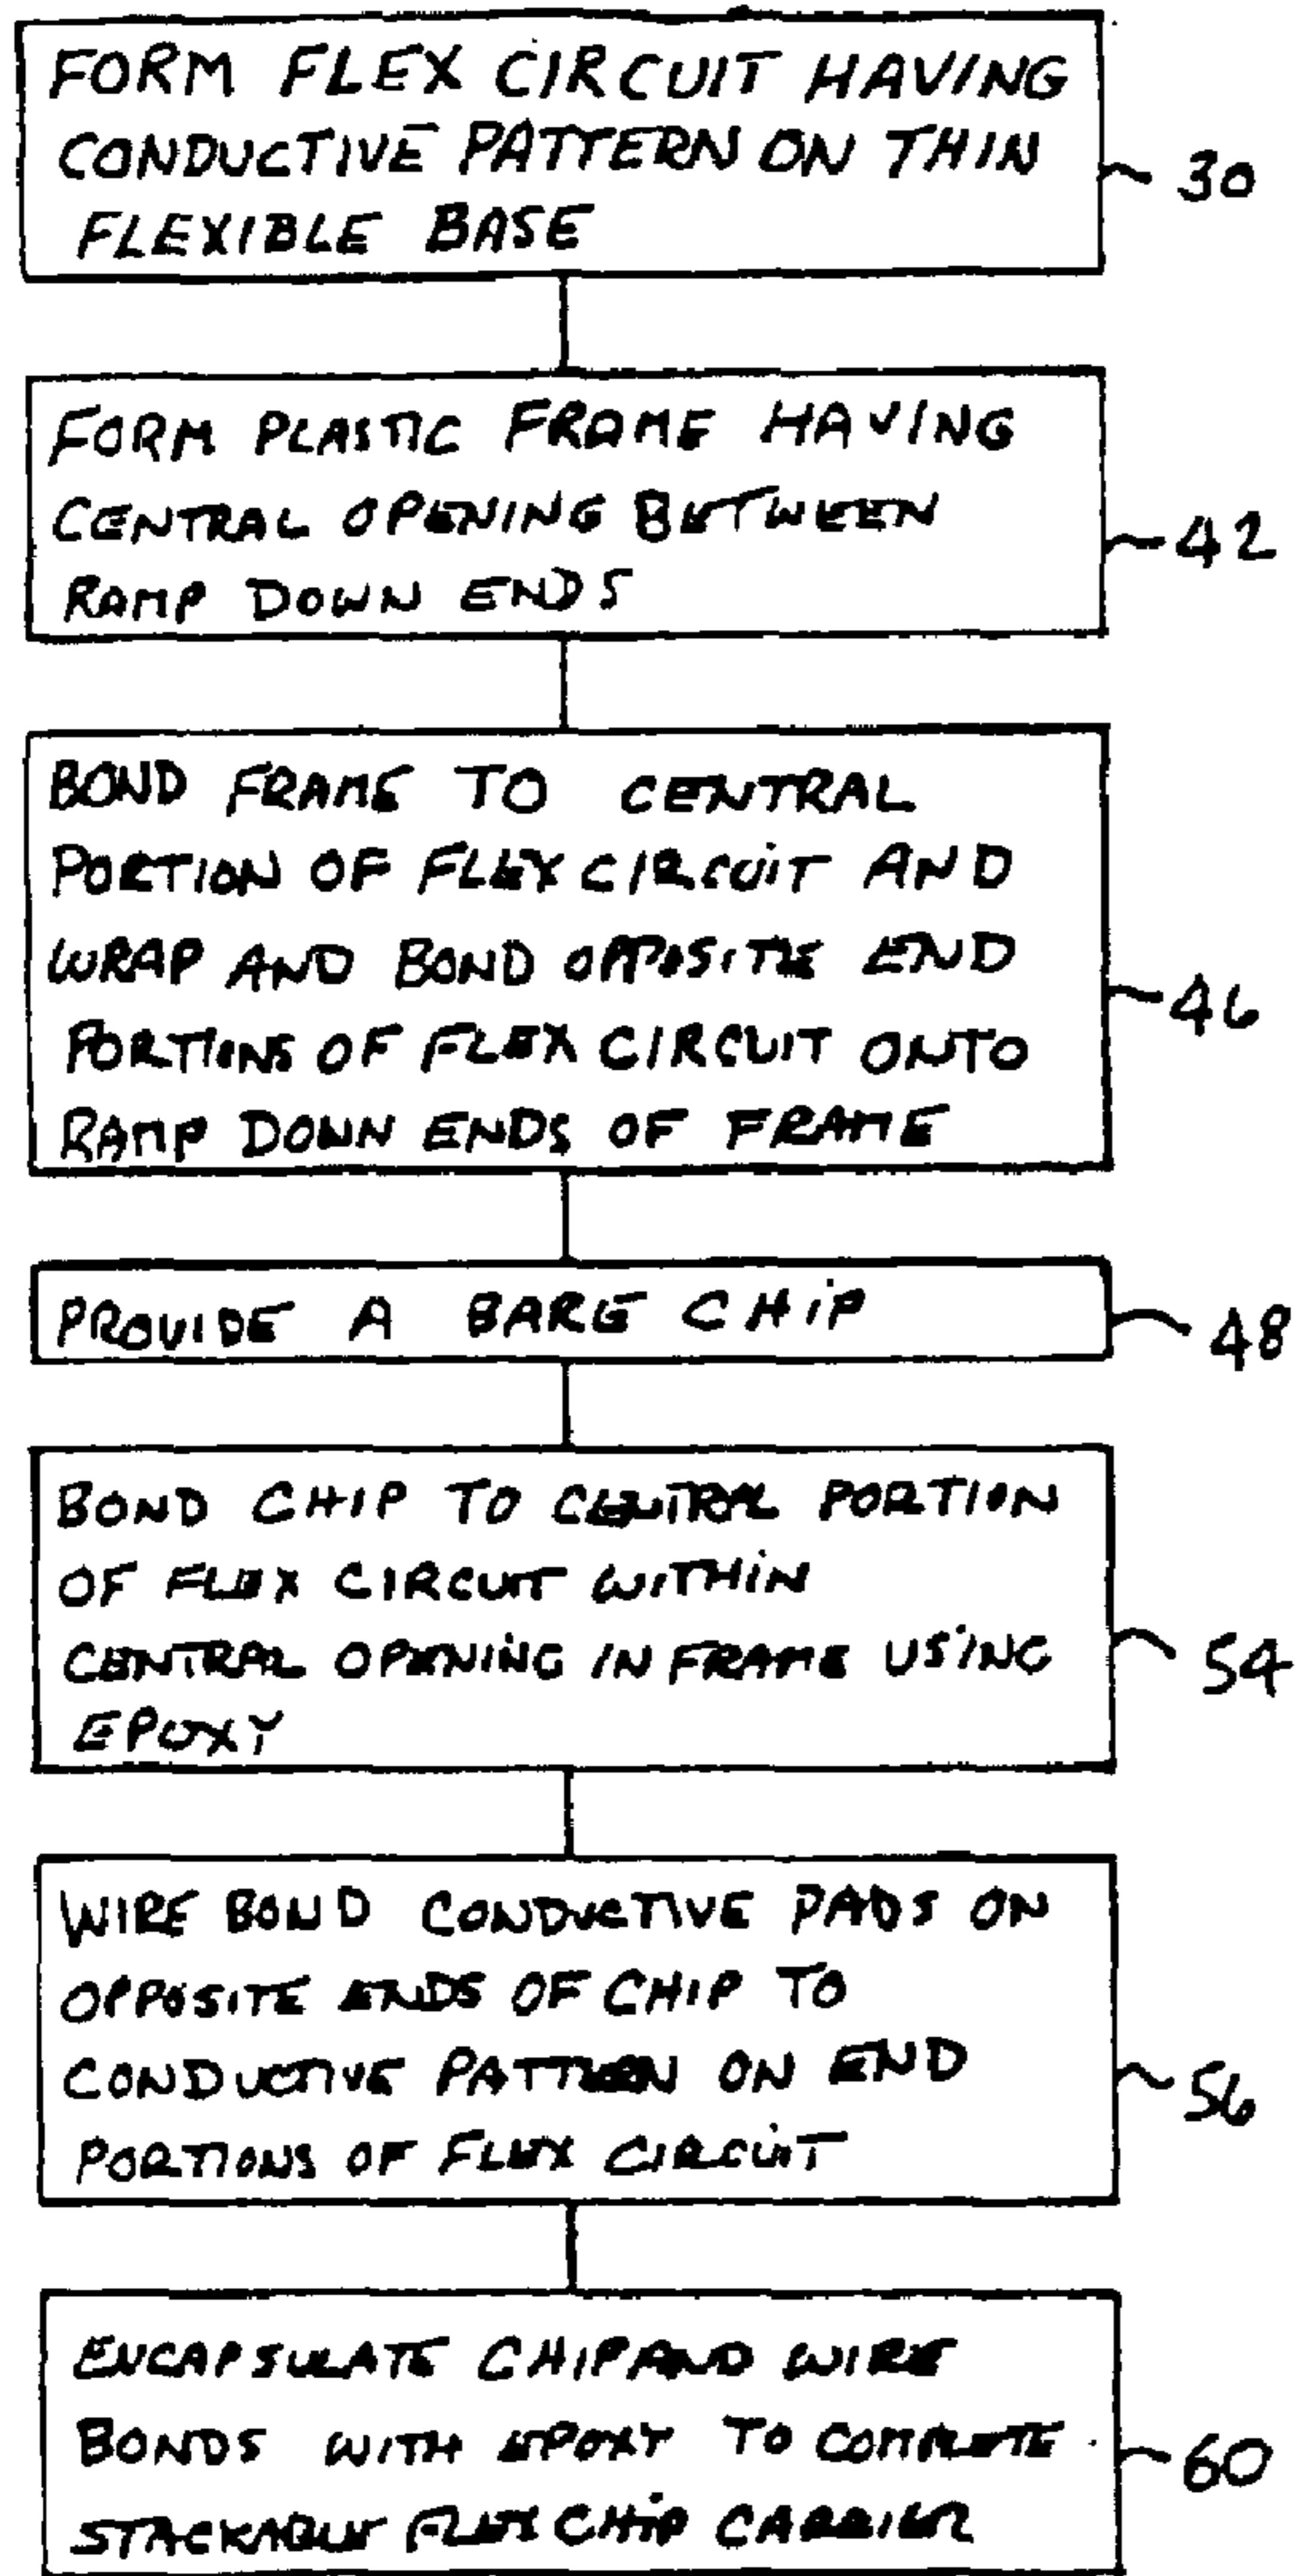 FORM FLEX CIRCUIT HAVING
CONDUCTIVE PATTERN ON THIN
FLEXIBLE BASE
30
FORM PLASTIC FRAME HAVING
CENTRAL OPENING BETWEEN
RAMP DOWN ENDS
42
BOND FRAME TO CENTRAL
PORTION OF FLEX CIRCUIT AND
WRAP AND BOND OPPOSITE END
PORTIONS OF FLEX CIRCUIT ONTO
RAMP DOWN ENDS OF FRAME
46
PROVIDE A BARE CHIP
48
BOND CHIP TO CENTRAL PORTION
OF FLEX CIRCUIT WITHIN
CENTRAL OPENING IN FRAME USING
EPOXY
54
WIRE BOND CONDUCTIVE PADS ON
OPPOSITE ENDS OF CHIP TO
CONDUCTIVE PATTERN ON END
PORTIONS OF FLEX CIRCUIT
56
ENCAPSULATE CHIP AND WIRE
BONDS WITH EPOXY TO COMPLETE
STACKABLE FLEX CHIP CARRIER
60